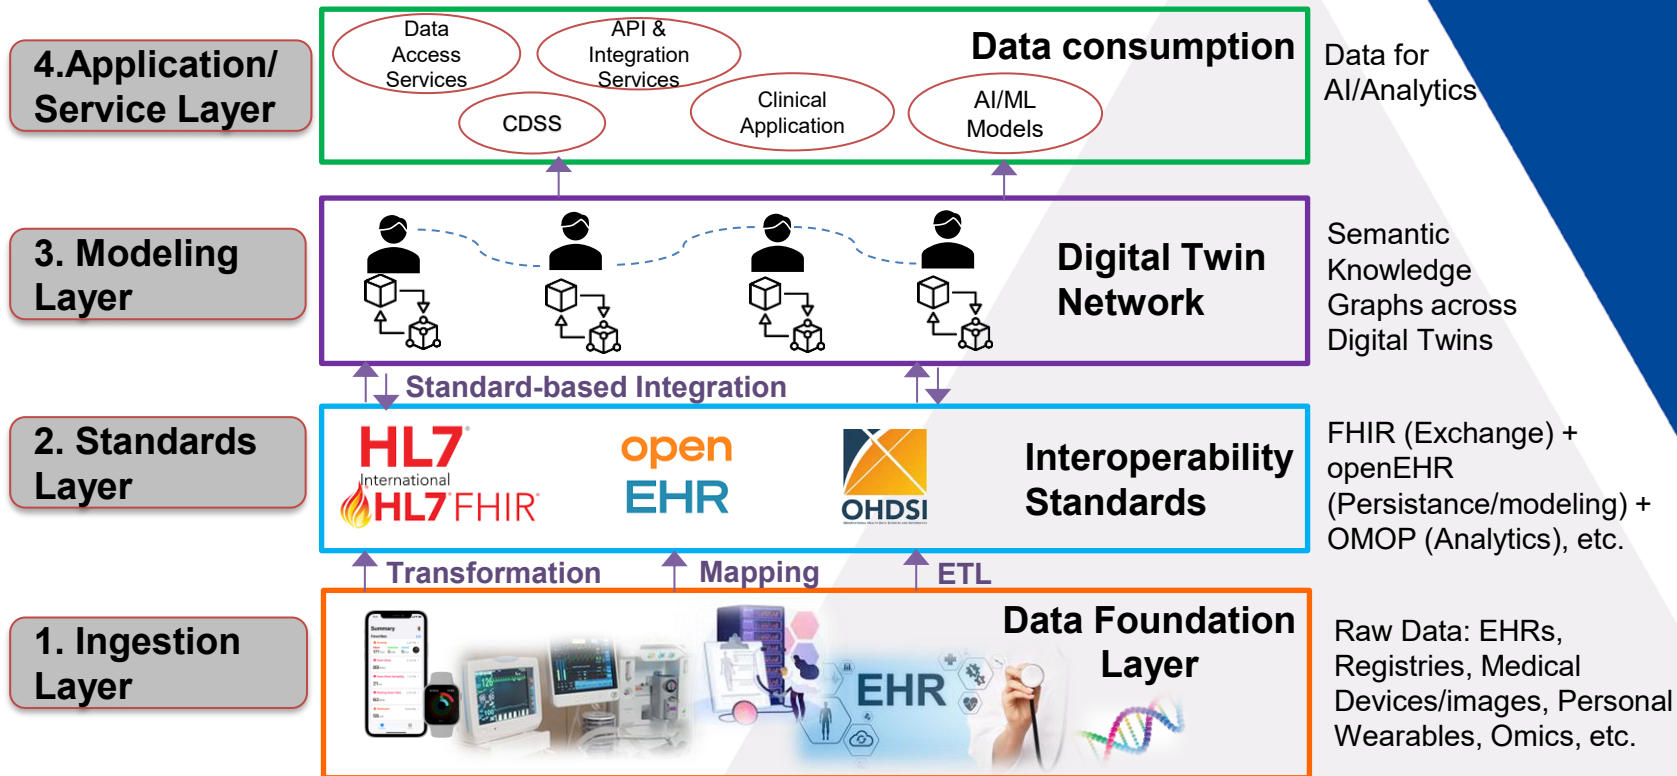 4.Application/
Service Layer
Data
Access
Services
API &
Integration
Services
CDSS
Clinical
Application
AI/ML
Models
Data consumption
Data for
AI/Analytics
3. Modeling
Layer
Digital Twin
Network
Semantic
Knowledge
Graphs across
Digital Twins
Standard-based Integration
2. Standards
Layer
HL7®
International
HL7® FHIR®
open
EHR
OHDSI
Interoperability
Standards
FHIR (Exchange) +
openEHR
(Persistance/modeling) +
OMOP (Analytics), etc.
Transformation
Mapping
ETL
1. Ingestion
Layer
Summary
EHR
Data Foundation
Layer
Raw Data: EHRs,
Registries, Medical
Devices/images, Personal
Wearables, Omics, etc.